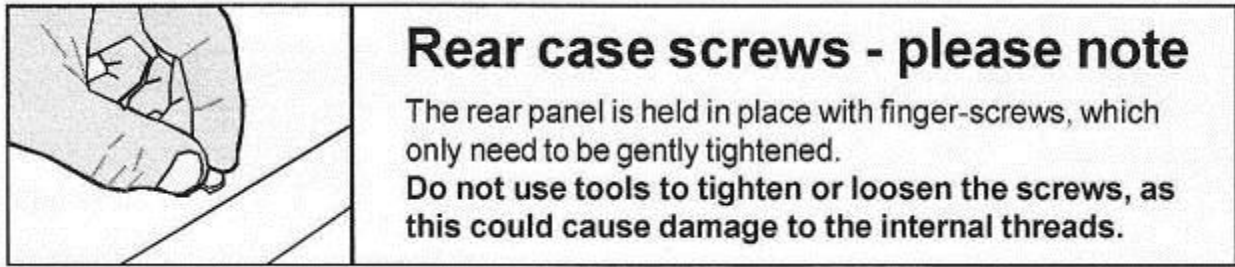 Rear case screws - please note
The rear panel is held in place with finger-screws, which
only need to be gently tightened.
Do not use tools to tighten or loosen the screws, as
this could cause damage to the internal threads.